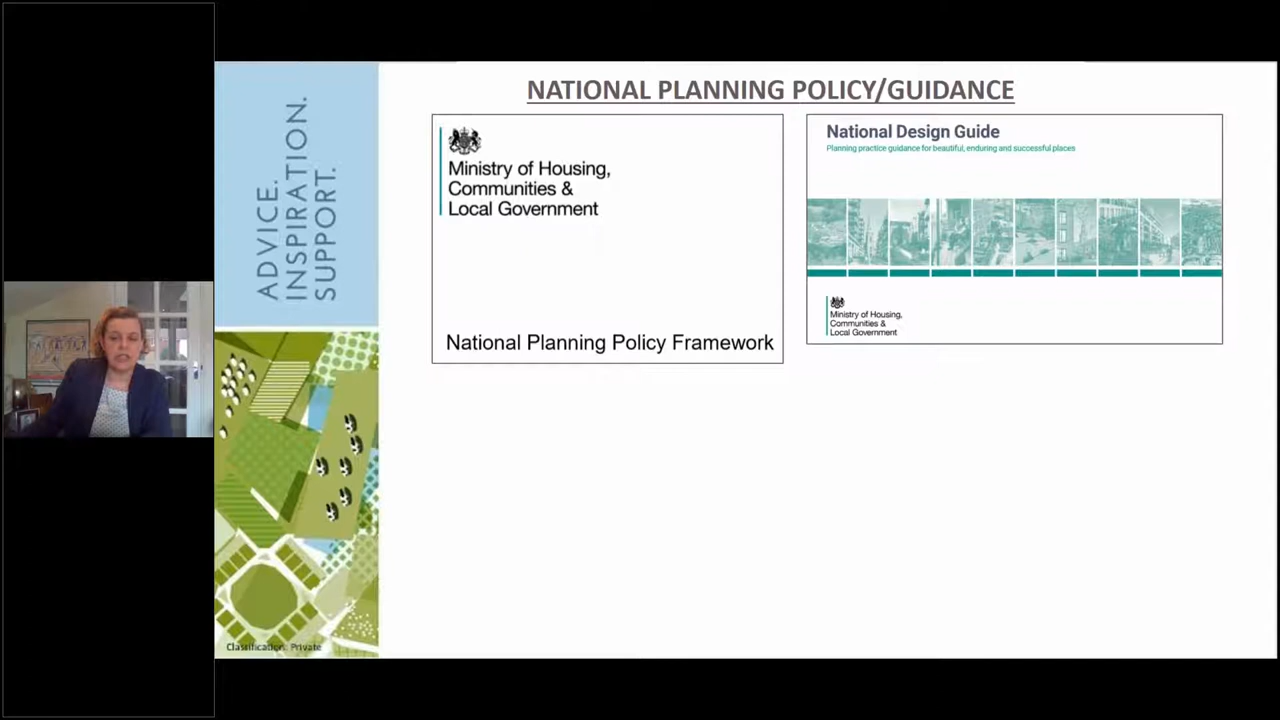 ADVICE.
INSPIRATION.
SUPPORT.
NATIONAL PLANNING POLICY/GUIDANCE
Ministry of Housing,
Communities &
Local Government
National Planning Policy Framework
National Design Guide
Planning practice guidance for beautiful, enduring and successful places
Ministry of Housing,
Communities &
Local Government
Classification: Private